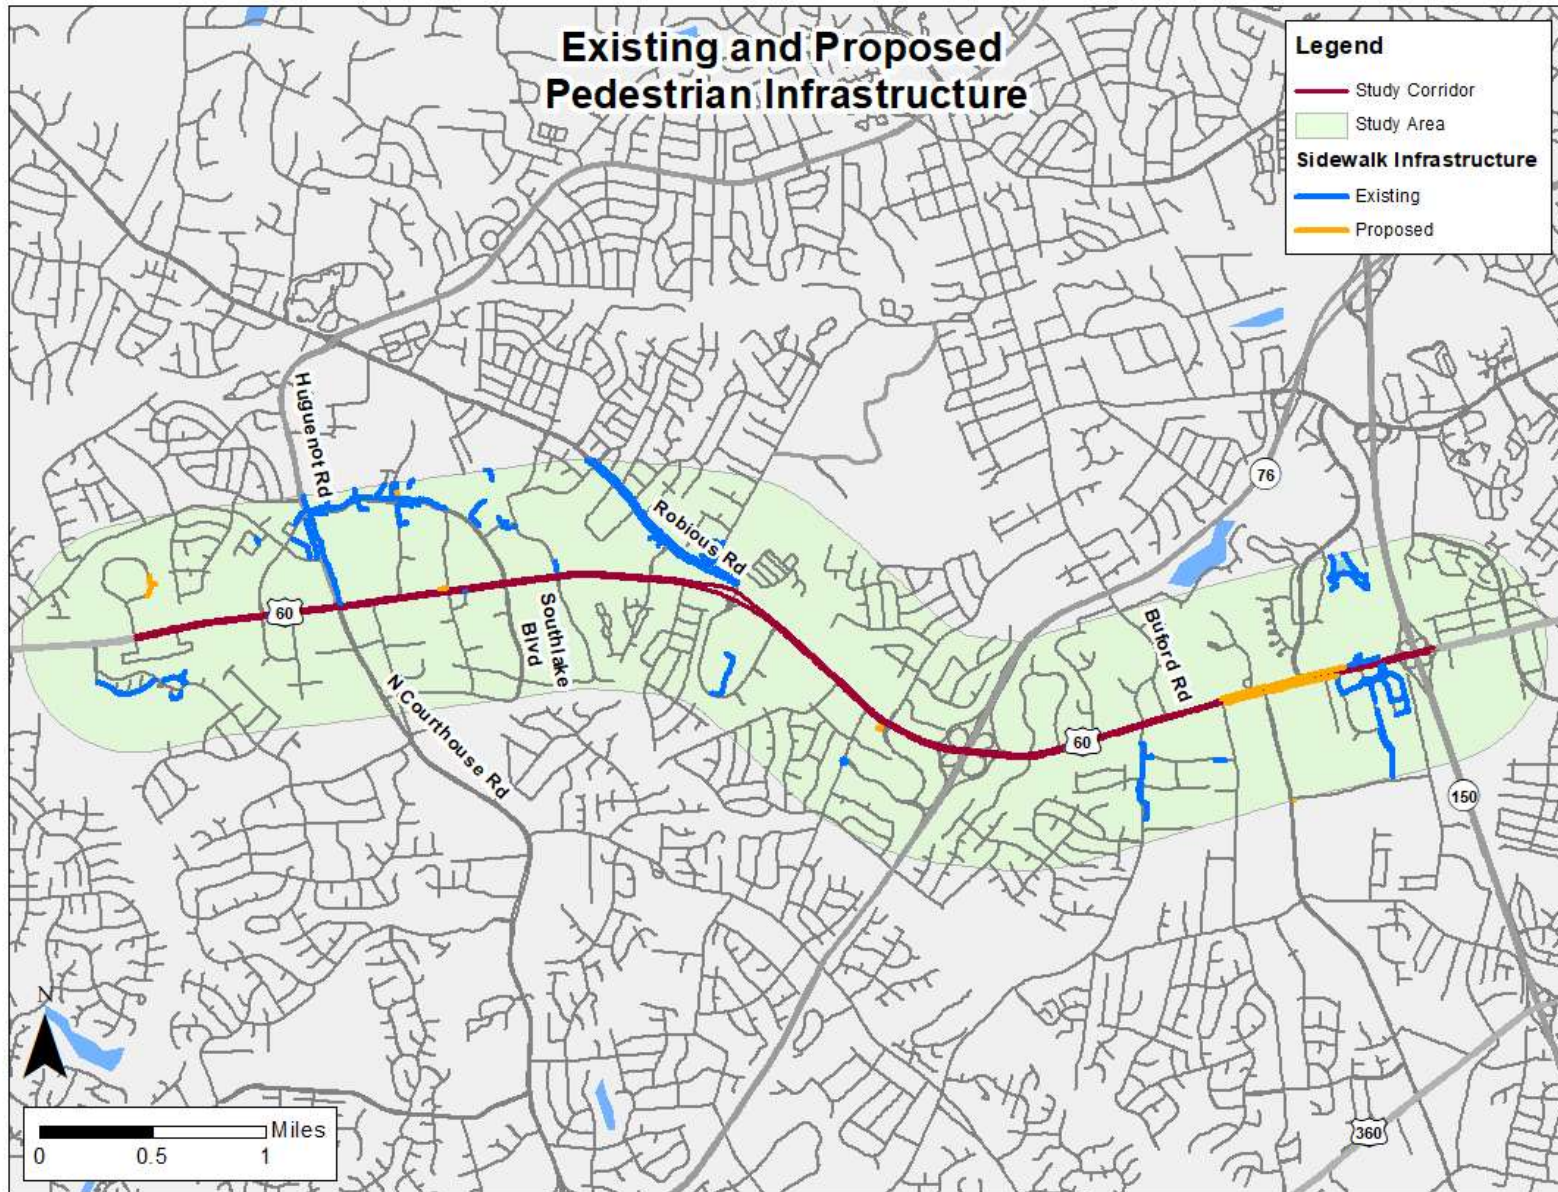 Existing and Proposed
Pedestrian Infrastructure
Legend
Study Corridor
Study Area
Sidewalk Infrastructure
Existing
Proposed
Huguenot Rd
Robious Rd
76
60
Southlake
Blvd
N Courthouse Rd
Buford Rd
60
150
360
N
Miles
0 0.5 1